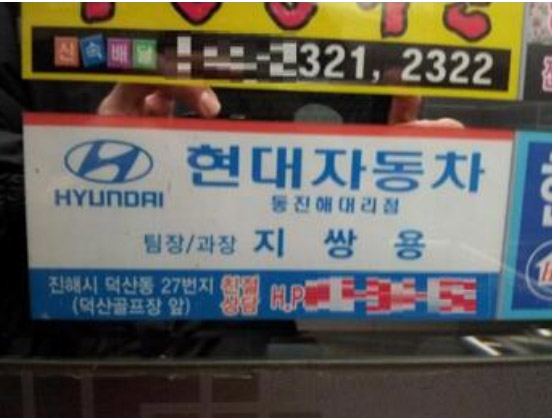 신속배달
2321, 2322
현대자동차
HYUNDAI
동진해대리점
팀장/과장 지 쌍 용
진해시 덕산동 27번지
(덕산골프장 앞)
친절
상담
H.P